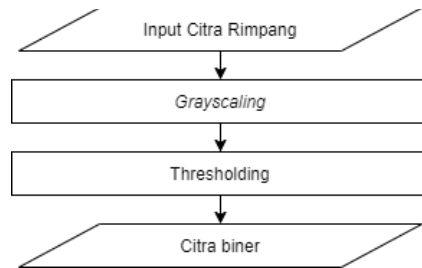 Input Citra Rimpang
Grayscaling
Thresholding
Citra biner